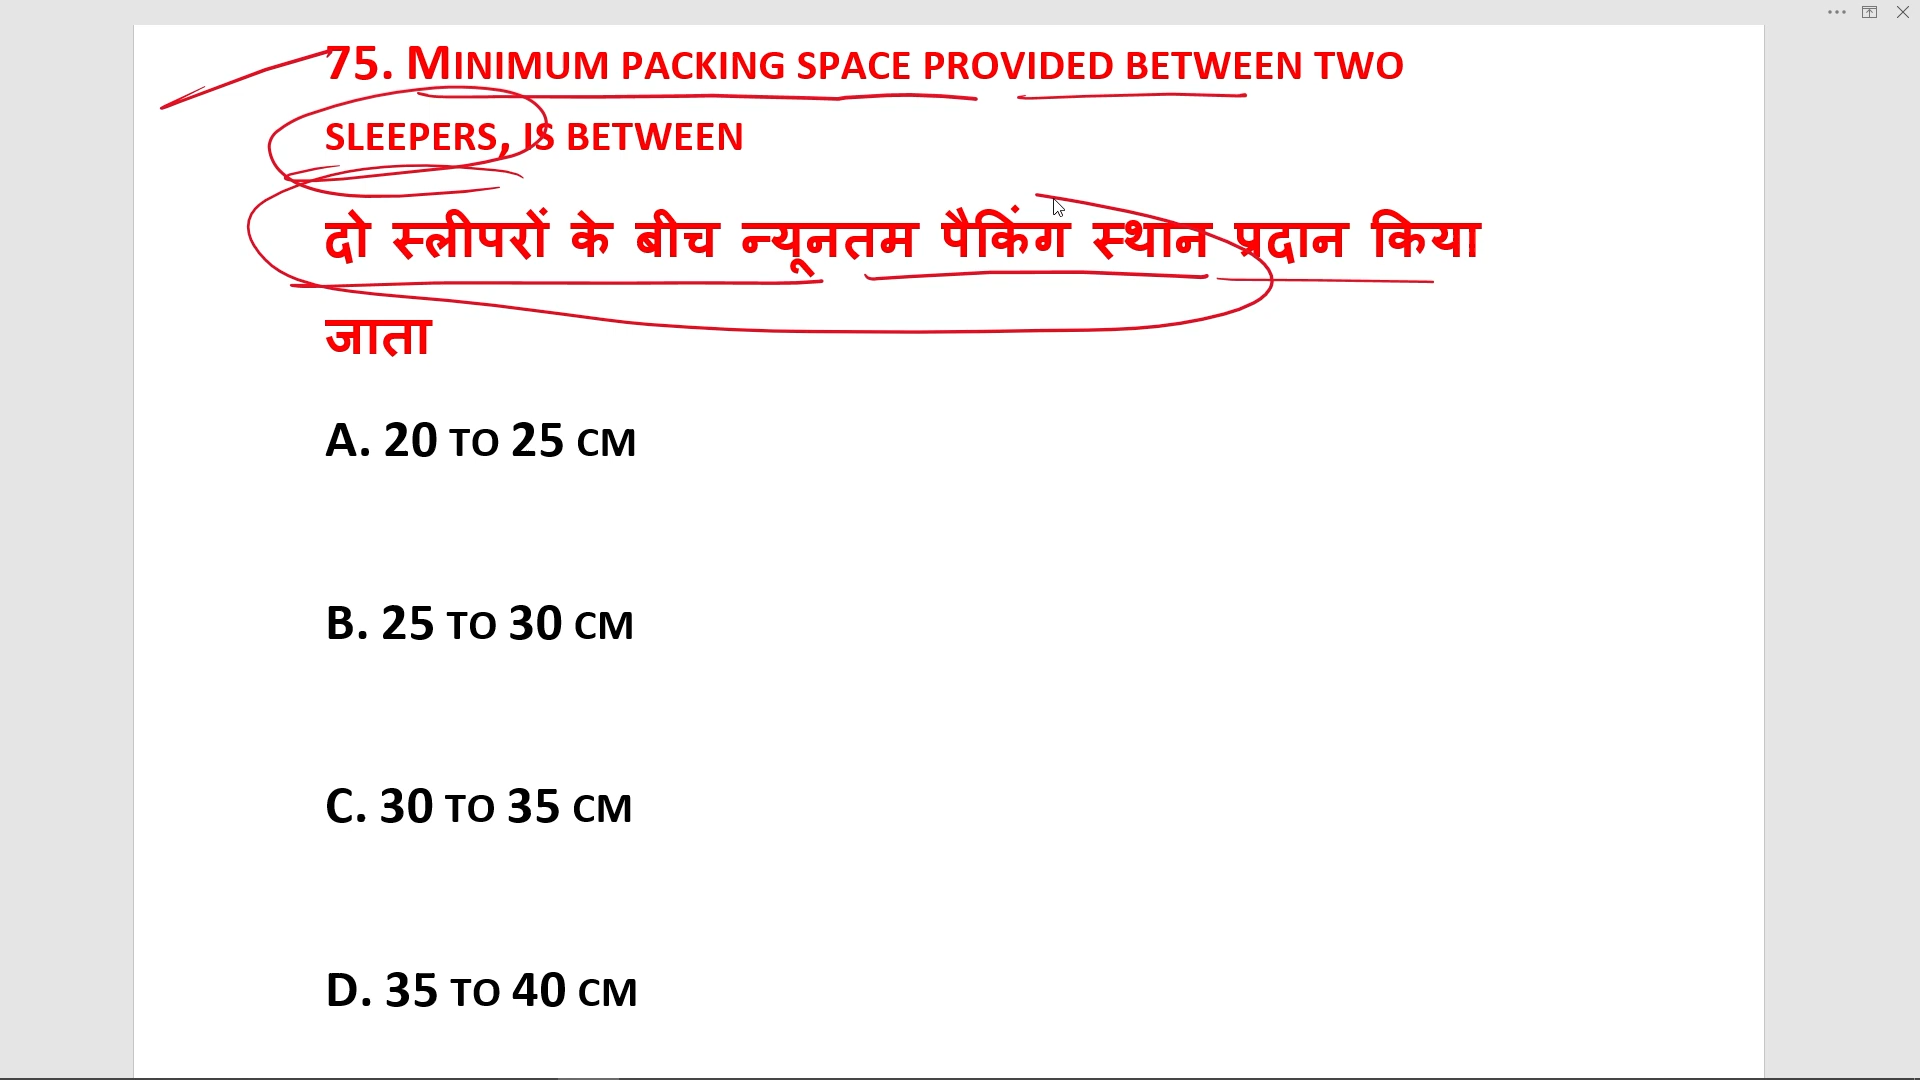 75. MINIMUM PACKING SPACE PROVIDED BETWEEN TWO
SLEEPERS, IS BETWEEN
दो स्लीपरों के बीच न्यूनतम पैकिंग स्थान प्रदान किया
जाता
A. 20 TO 25 CM
B. 25 TO 30 CM
C. 30 TO 35 CM
D. 35 TO 40 CM